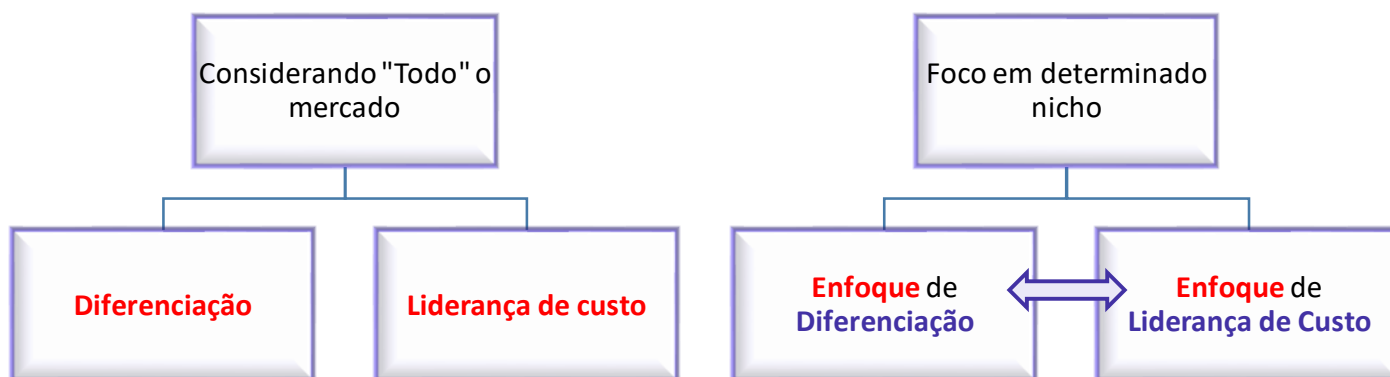 Considerando "Todo" o
mercado
Foco em determinado
nicho
Diferenciação
Liderança de custo
Enfoque de
Diferenciação
Enfoque de
Liderança de Custo